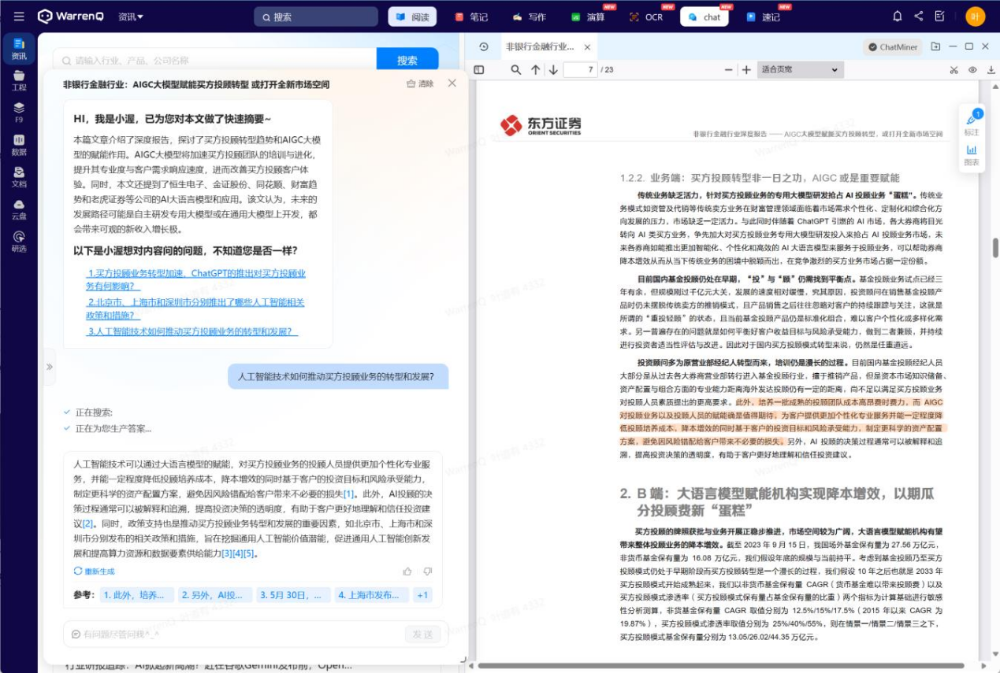 WarrenQ 资讯 搜索 阅读 笔记 写作 演算 NEW OCR NEW chat NEW 速记 NEW 叶
资讯
工程
F9
数据
文档
云盘
研选
请输入行业、产品、公司名称 搜索
非银行金融行业：AIGC大模型赋能买方投顾转型 或打开全新市场空间 清除
HI，我是小渥，已为您对本文做了快速摘要~
本篇文章介绍了深度报告，探讨了买方投顾转型趋势和AIGC大模
型的赋能作用。AIGC大模型将加速买方投顾团队的培训与进化，
提升其专业度与客户需求响应速度，进而改善买方投顾客户体
验。同时，本文还提到了恒生电子、金证股份、同花顺、财富趋
势和老虎证券等公司的AI大语言模型和应用。该文认为，未来的
发展路径可能是自主研发专用大模型或在通用大模型上开发，都
会带来可观的新收入增长极。
以下是小渥想对内容问的问题，不知道您是否一样？
1.买方投顾业务转型加速，ChatGPT的推出对买方投顾业
务有何影响？
2.北京市、上海市和深圳市分别推出了哪些人工智能相关
政策和措施？
3.人工智能技术如何推动买方投顾业务的转型和发展？
人工智能技术如何推动买方投顾业务的转型和发展？
正在搜索:
正在为您生产答案...
人工智能技术可以通过大语言模型的赋能，对买方投顾业务的投顾人员提供更加个性化专业服
务，并能一定程度降低投顾培养成本，降本增效的同时基于客户的投资目标和风险承受能力，
制定更科学的资产配置方案，避免因风险错配给客户带来不必要的损失[1]。此外，AI投顾的决
策过程通常可以被解释和追溯，提高投资决策的透明度，有助于客户更好地理解和信任投资建
议[2]。同时，政策支持也是推动买方投顾业务转型和发展的重要因素，如北京市、上海市和深
圳市分别发布的相关政策和措施，旨在挖掘通用人工智能价值潜能，促进通用人工智能创新发
展和提高算力资源和数据要素供给能力[3][4][5]。
重新生成
参考： 1. 此外，培养... 2. 另外，AI投... 3. 5月 30日，... 4. 上海市发布... +1
有问题尽管问我^_^ 发 送
行业研报追踪：AI掀起新高潮？赶在谷歌Gemini发布前，Open...
非银行金融行业... ChatMiner
7 / 23 适合页宽
东方证券
ORIENT SECURITIES
非银行金融行业深度报告 —— AIGC大模型赋能买方投顾转型，或打开全新市场空间
1
标注
图表
1.2.2. 业务端：买方投顾转型非一日之功，AIGC 或是重要赋能
传统业务缺乏活力，针对买方投顾业务的专用大模型研发抢占 AI 投顾业务“蛋糕”。传统业
务模式如资管及代销等传统卖方业务在财富管理领域面临着市场需求个性化、定制化和综合化方
向发展的压力，市场缺乏一定活力。与此同时伴随着 ChatGPT 引燃的 AI 市场，各大券商将目光
转向 AI 类买方业务，争先加大对买方投顾业务专用大模型研发投入来抢占 AI 投顾业务市场，未
来各券商如能推出更加智能化、个性化和高效的 AI 大语言模型来服务于投顾业务，可以帮助券商
降本增效从而从当下传统业务的困境中脱颖而出，在竞争激烈的买方业务市场占据一定份额。
目前国内基金投顾仍处在早期，“投”与“顾”仍需找到平衡点。基金投顾业务试点已经三
年有余，但规模刚过千亿元大关，发展的速度相对缓慢，究其原因，投资顾问在销售基金投顾产
品时仍未摆脱传统卖方的推销模式，且产品销售之后往往忽略对客户的持续跟踪与关注，这就是
所谓的“重投轻顾”的状态，且当前基金投顾产品仍是标准化组合，难以客户个性化或多样化需
求。另一普遍存在的问题就是如何平衡好客户收益目标与风险承受能力，做到二者兼顾，并持续
进行投资者适当性评估与改进。因此对于国内买方投顾模式转型来说，仍然是任重道远。
投资顾问多为原营业部经纪人转型而来，培训仍是漫长的过程。目前国内基金投顾经纪人员
大部分是从过去各大券商营业部转行进入基金投顾行业，擅于推销产品，但是资本市场知识储备、
资产配置与组合方面的专业能力距离海外发达投顾仍有一定的距离，尚不足以满足买方投顾业务
对投顾人员素质提出的更高要求。此外，培养一批成熟的投顾团队成本高昂费时费力，而 AIGC
对投顾业务以及投顾人员的赋能确是值得期待，为客户提供更加个性化专业服务并能一定程度降
低投顾培养成本，降本增效的同时基于客户的投资目标和风险承受能力，制定更科学的资产配置
方案，避免因风险错配给客户带来不必要的损失。另外，AI 投顾的决策过程通常可以被解释和追
溯，提高投资决策的透明度，有助于客户更好地理解和信任投资建议。
2. B 端：大语言模型赋能机构实现降本增效，以期瓜
分投顾费新“蛋糕”
买方投顾的牌照获批与业务开展正稳步推进，市场空间较为广阔，大语言模型赋能机构有望
带来整体投顾业务的降本增效。截至 2023 年 9 月 15 日，我国场外基金保有量为 27.56 万亿元，
非货币基金保有量为 16.08 万亿元，我们假设年底的规模与当前持平。考虑到基金投顾乃至买方
投顾模式仍处于早期阶段而买方投顾转型是一个漫长的过程，我们假设 10 年之后也就是 2033 年
买方投顾模式开始成熟起来，我们以非货币基金保有量 CAGR（货币基金难以带来投顾费）以及
买方投顾模式渗透率（买方投顾模式保有量占基金保有量的比重）两个指标为计算基础进行敏感
性分析测算，非货基金保有量 CAGR 取值分别为 12.5%/15%/17.5%（2015 年以来 CAGR 为
19.87%），买方投顾模式渗透率取值分别为 25%/40%/55%，则在情景一/情景二/情景三之下，
买方投顾模式基金保有量分别为 13.05/26.02/44.35 万亿元。